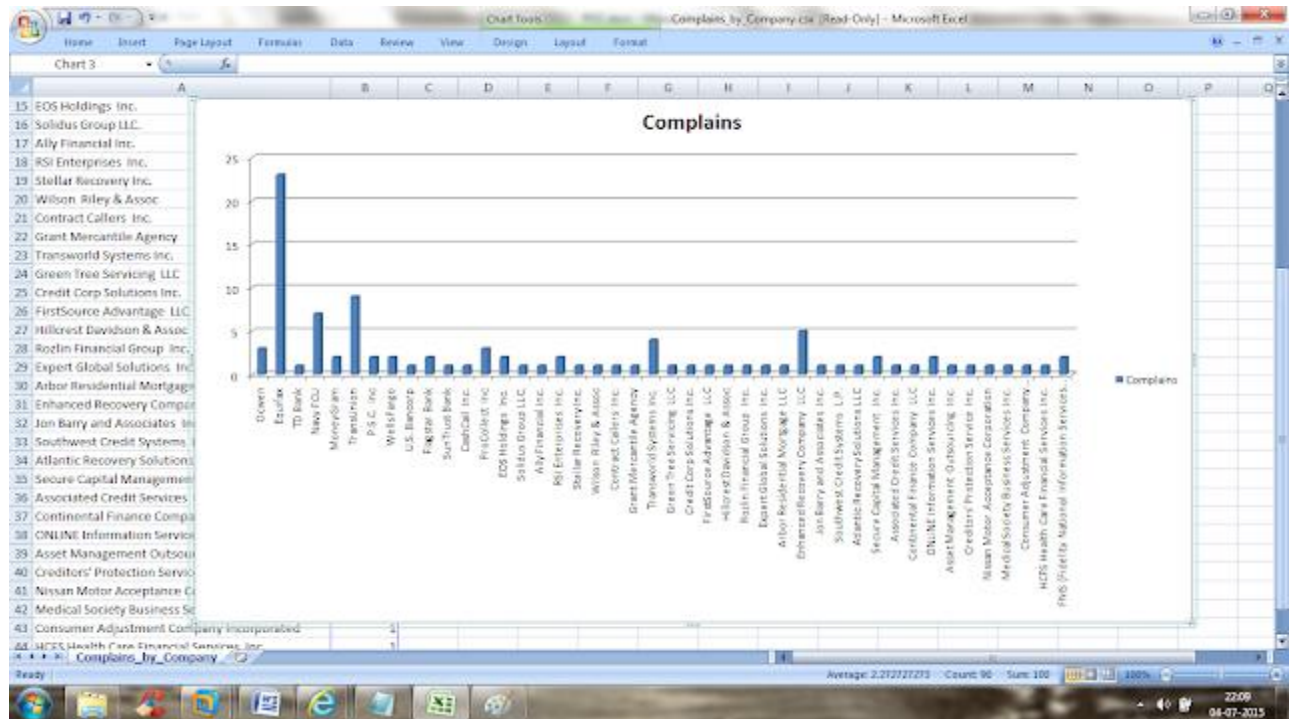 Chart Tools
Complains_by_Company.csv [Read-Only] - Microsoft Excel
Home Insert Page Layout Formulas Data Review View Design Layout Format
Chart 3
A B C D E F G H I J K L M N O P Q
15 EOS Holdings Inc.
16 Solidus Group LLC.
17 Ally Financial Inc.
18 RSI Enterprises Inc.
19 Stellar Recovery Inc.
20 Wilson Riley & Assoc
21 Contract Callers Inc.
22 Grant Mercantile Agency
23 Transworld Systems Inc.
24 Green Tree Servicing LLC
25 Credit Corp Solutions Inc.
26 FirstSource Advantage LLC
27 Hillcrest Davidson & Assoc
28 Rozlin Financial Group Inc.
29 Expert Global Solutions Inc
30 Arbor Residential Mortgage
31 Enhanced Recovery Compan
32 Jon Barry and Associates In
33 Southwest Credit Systems
34 Atlantic Recovery Solutions
35 Secure Capital Managemen
36 Associated Credit Services
37 Continental Finance Compa
38 ONLINE Information Service
39 Asset Management Outsou
40 Creditors' Protection Servic
41 Nissan Motor Acceptance C
42 Medical Society Business Se
43 Consumer Adjustment Company Incorporated 1
44 HCFS Health Care Financial Services Inc. 1
Complains
25
20
15
10
5
0
Ocwen
Equifax
TD Bank
Navy FCU
MoneyGram
TransUnion
P.S.C. Inc
Wells Fargo
U.S. Bancorp
Flagstar Bank
SunTrust Bank
CashCall Inc.
ProCollect Inc
EOS Holdings Inc.
Solidus Group LLC.
Ally Financial Inc.
RSI Enterprises Inc.
Stellar Recovery Inc.
Wilson Riley & Assoc
Contract Callers Inc.
Grant Mercantile Agency
Transworld Systems Inc.
Green Tree Servicing LLC
Credit Corp Solutions Inc.
FirstSource Advantage LLC
Hillcrest Davidson & Assoc
Rozlin Financial Group Inc.
Expert Global Solutions Inc.
Arbor Residential Mortgage LLC
Enhanced Recovery Company LLC
Jon Barry and Associates Inc.
Southwest Credit Systems L.P.
Atlantic Recovery Solutions LLC
Secure Capital Management Inc.
Associated Credit Services Inc.
Continental Finance Company LLC
ONLINE Information Services Inc.
Asset Management Outsourcing Inc.
Creditors' Protection Service Inc.
Nissan Motor Acceptance Corporation
Medical Society Business Services Inc.
Consumer Adjustment Company...
HCFS Health Care Financial Services Inc.
FNIS (Fidelity National Information Services...
Complains
Complains_by_Company
Ready
Average: 2.272727273 Count: 90 Sum: 100 100%
22:09
04-07-2015